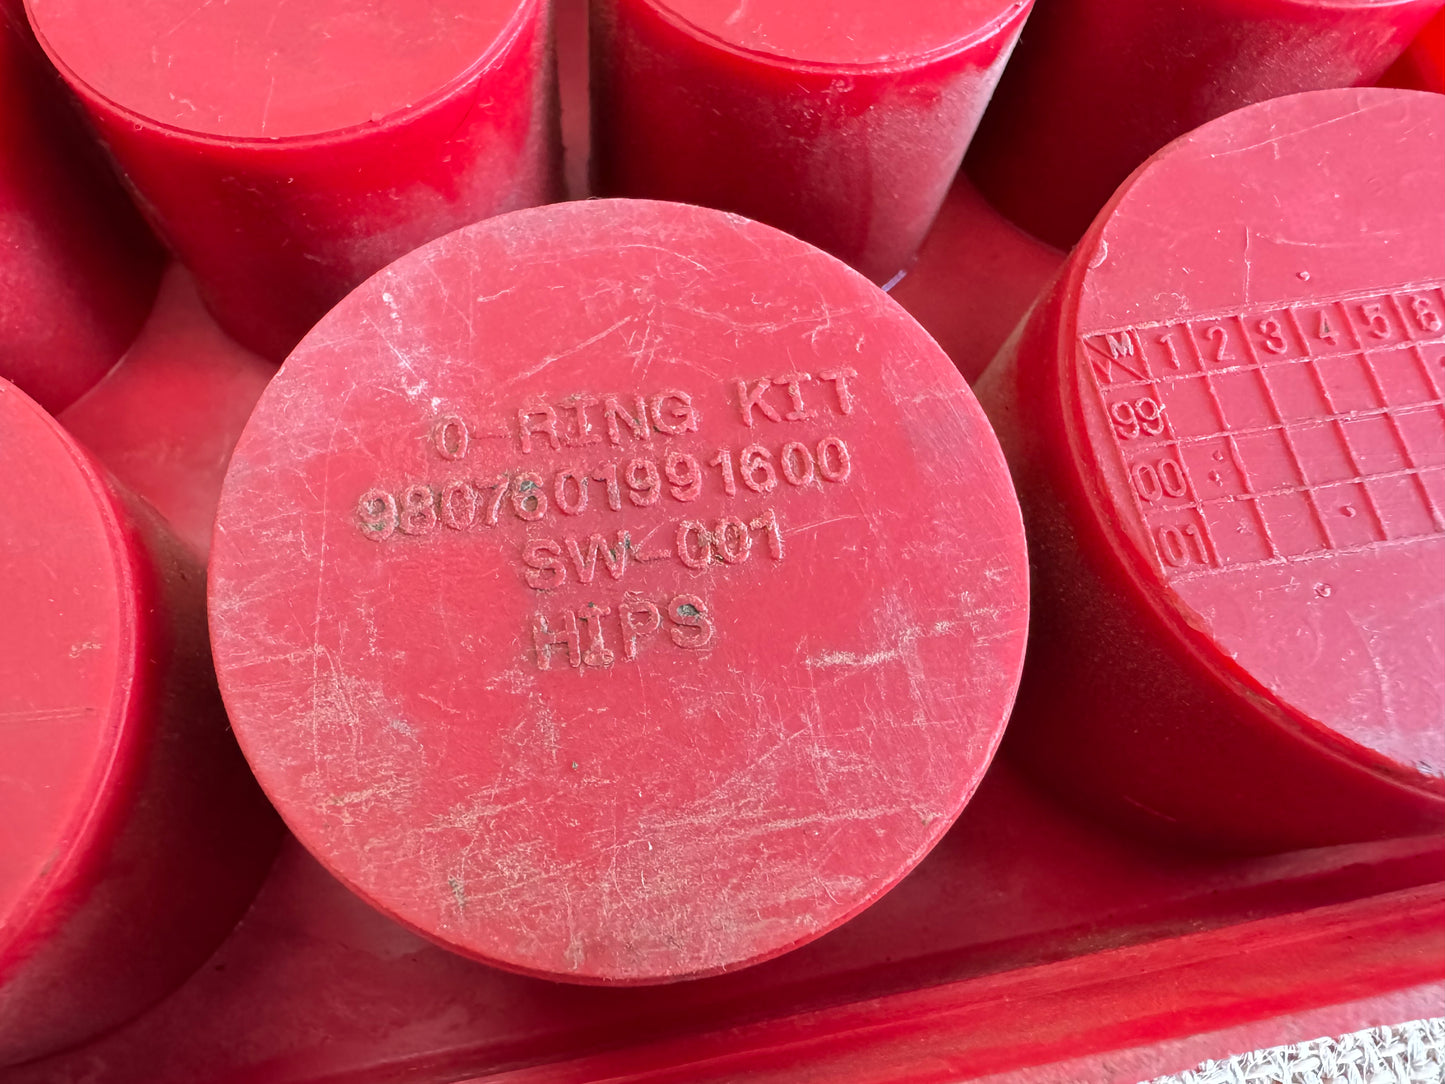 O-RING KIT
9807601991600
SW-001
HIPS
M 1 2 3 4 5 6
Y
99
00
01